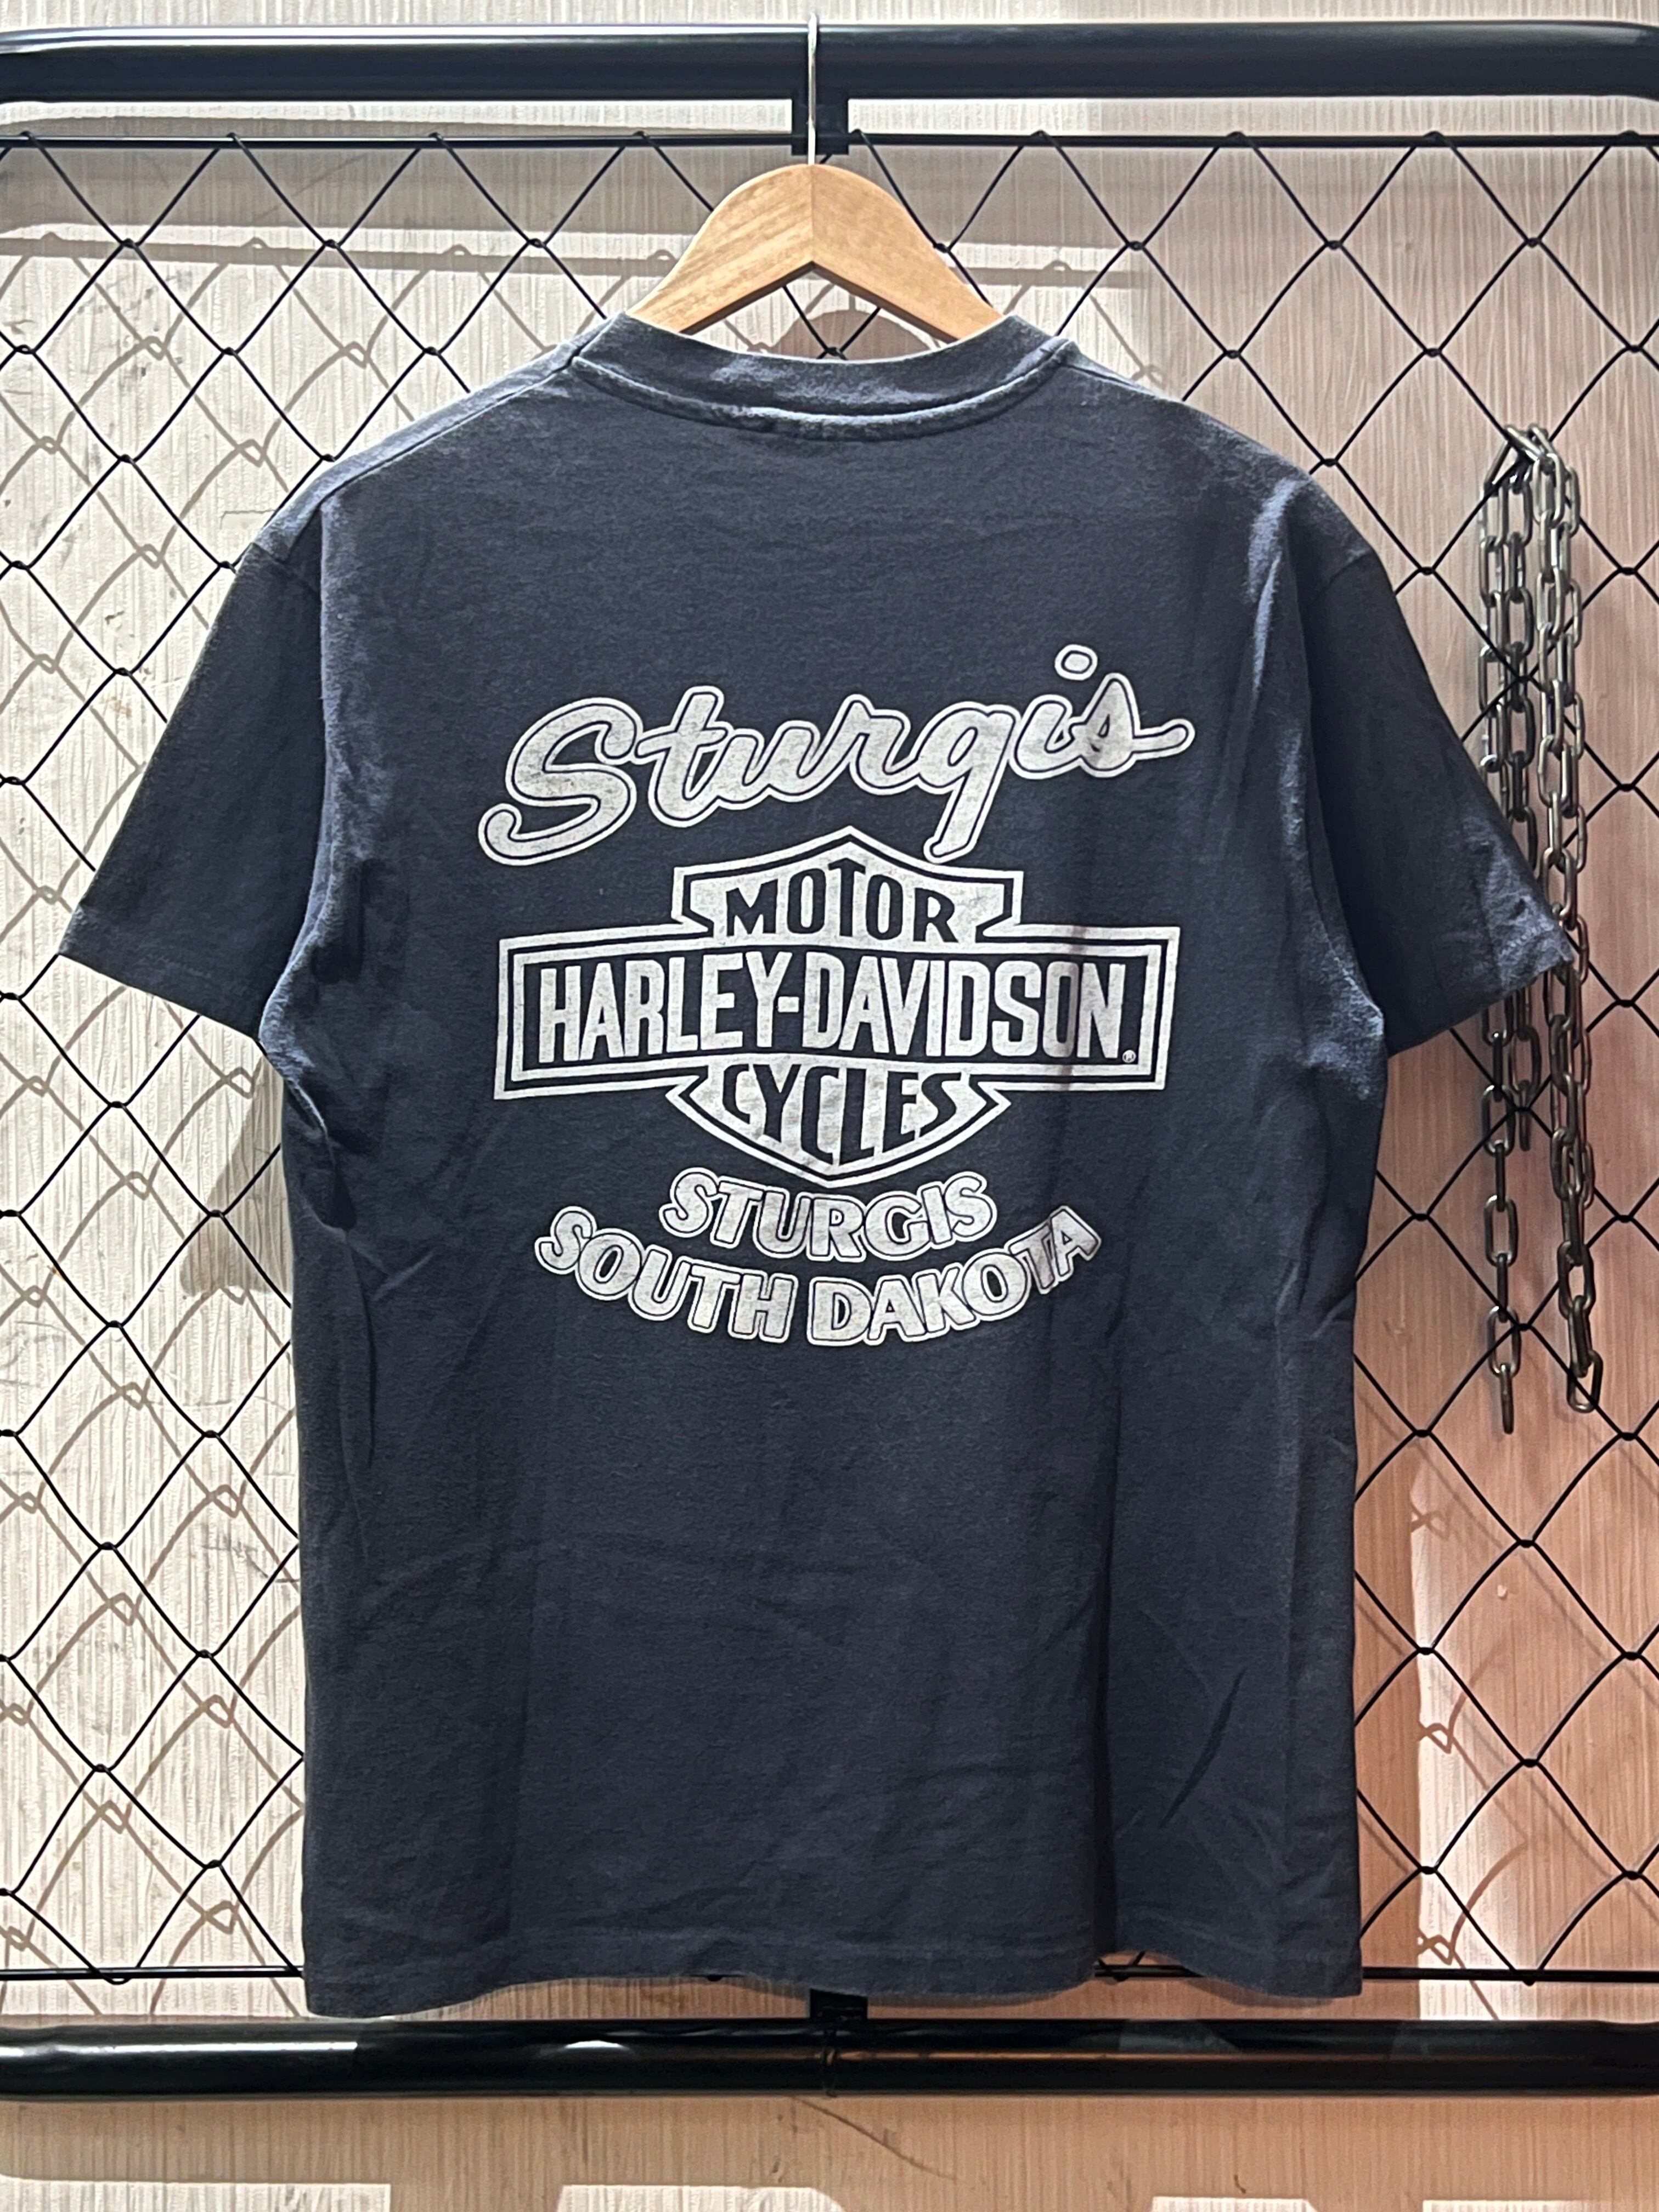 Sturgis
MOTOR
HARLEY-DAVIDSON®
CYCLES
STURGIS
SOUTH DAKOTA